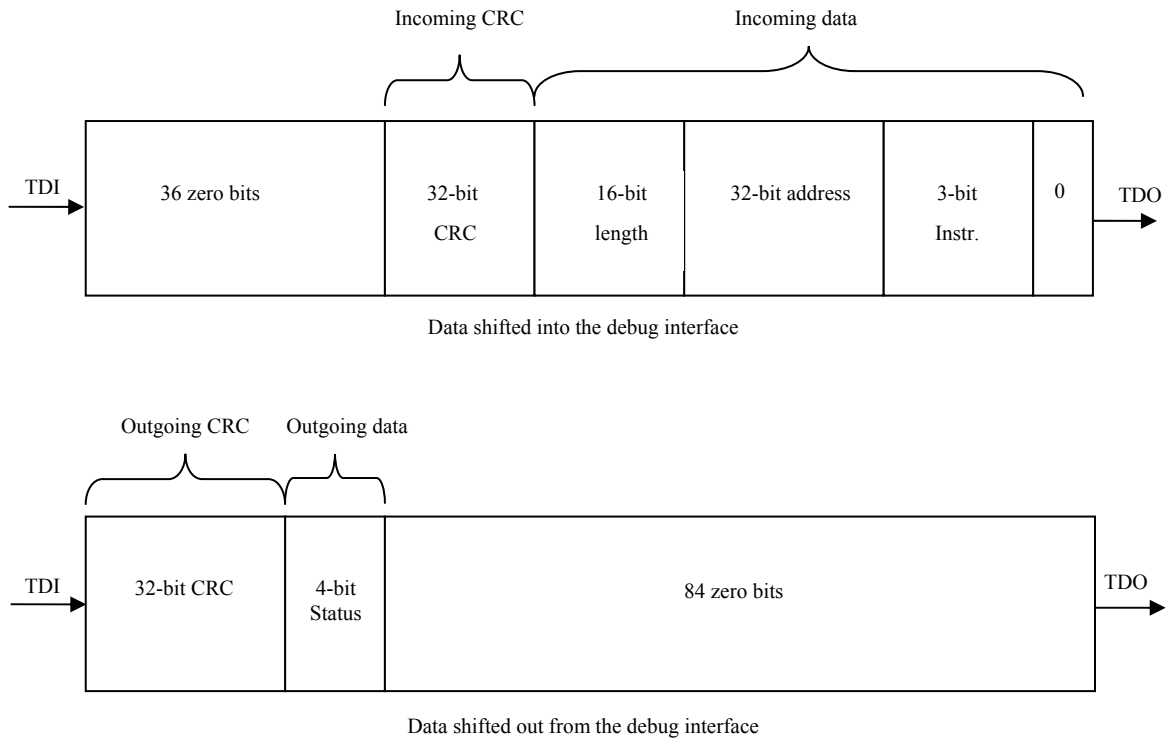 Incoming CRC
Incoming data
TDI
36 zero bits
32-bit
CRC
16-bit
length
32-bit address
3-bit
Instr.
0
TDO
Data shifted into the debug interface
Outgoing CRC
Outgoing data
TDI
32-bit CRC
4-bit
Status
84 zero bits
TDO
Data shifted out from the debug interface